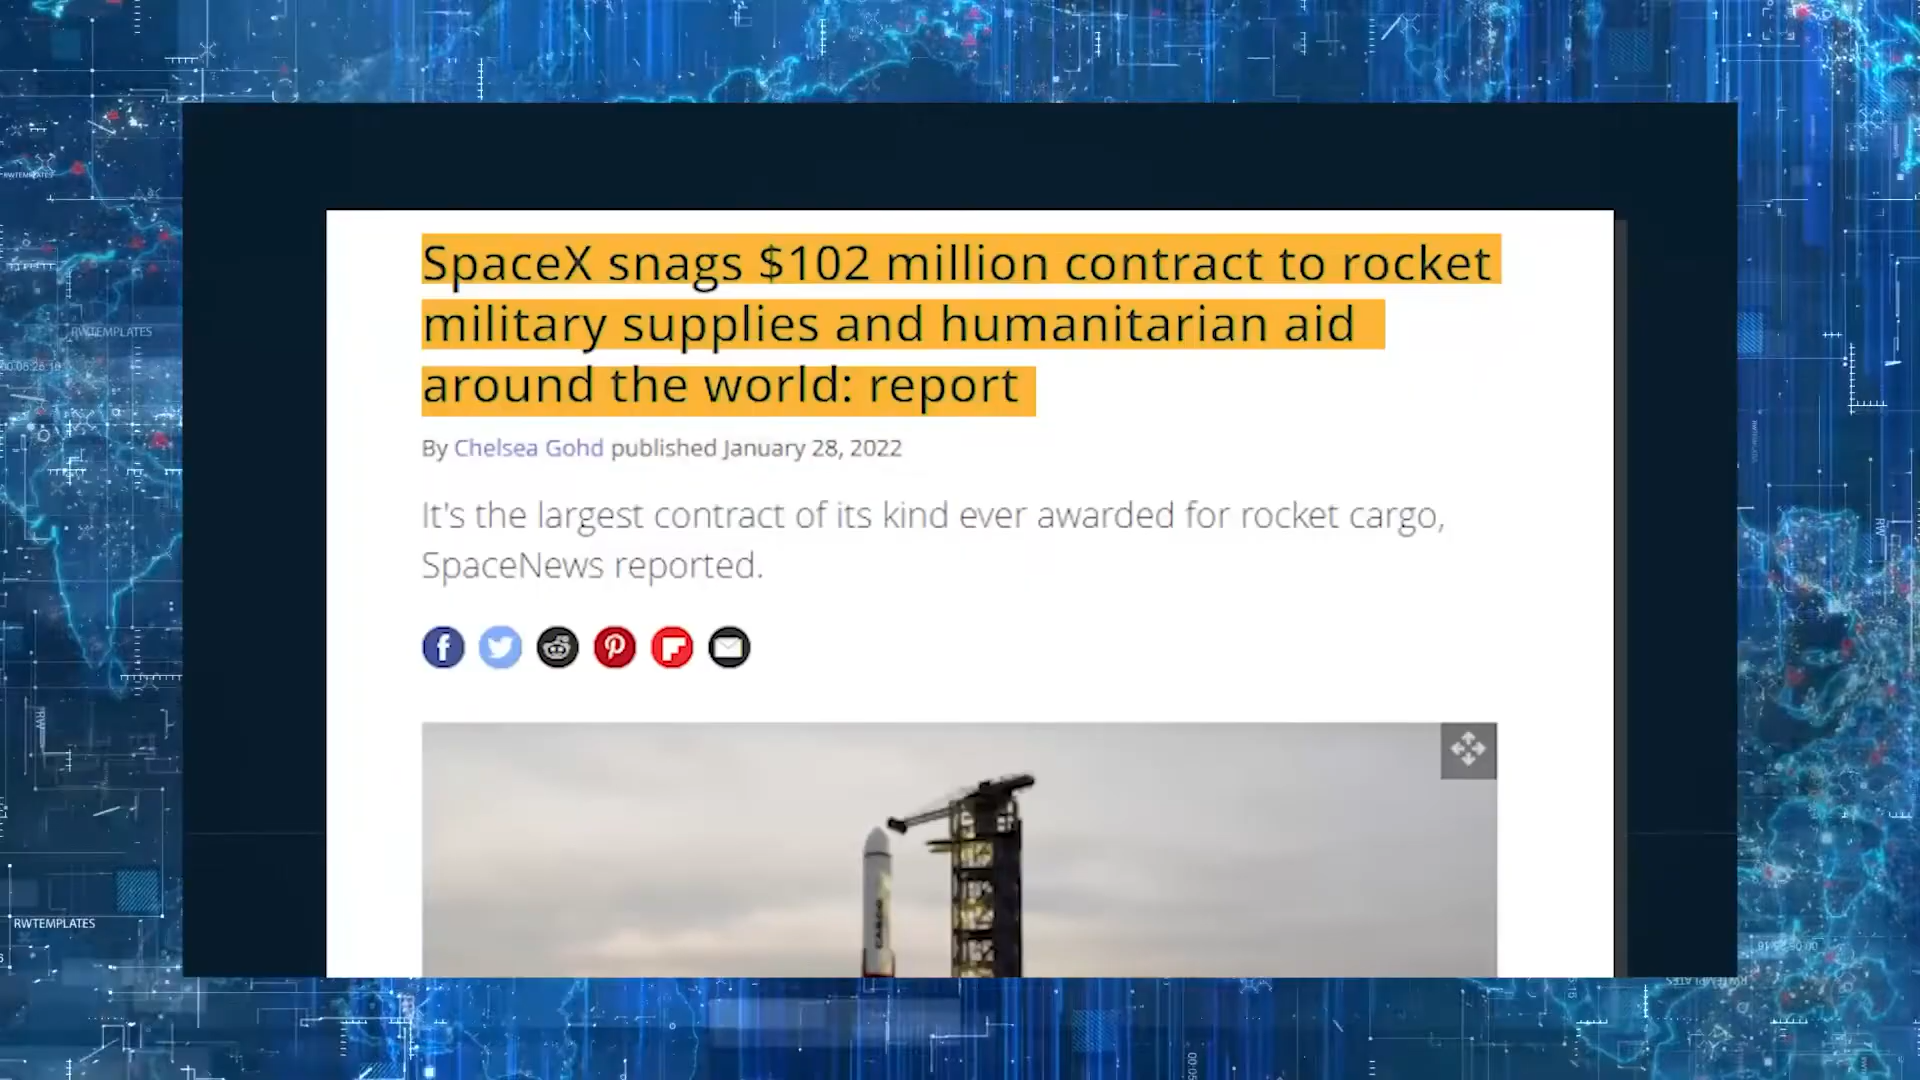 SpaceX snags $102 million contract to rocket
military supplies and humanitarian aid
around the world: report
By Chelsea Gohd published January 28, 2022
It's the largest contract of its kind ever awarded for rocket cargo,
SpaceNews reported.
CARGO
RWTEMPLATES
RWTEMPLATES
RWTEMPLATES